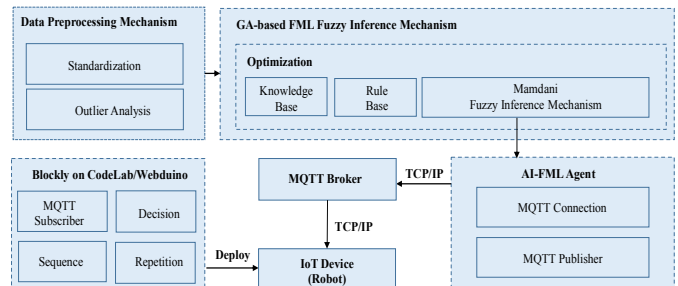 Data Preprocessing Mechanism
Standardization
Outlier Analysis
GA-based FML Fuzzy Inference Mechanism
Optimization
Knowledge
Base
Rule
Base
Mamdani
Fuzzy Inference Mechanism
Blockly on CodeLab/Webduino
MQTT
Subscriber
Decision
Sequence
Repetition
Deploy
MQTT Broker
TCP/IP
IoT Device
(Robot)
TCP/IP
AI-FML Agent
MQTT Connection
MQTT Publisher